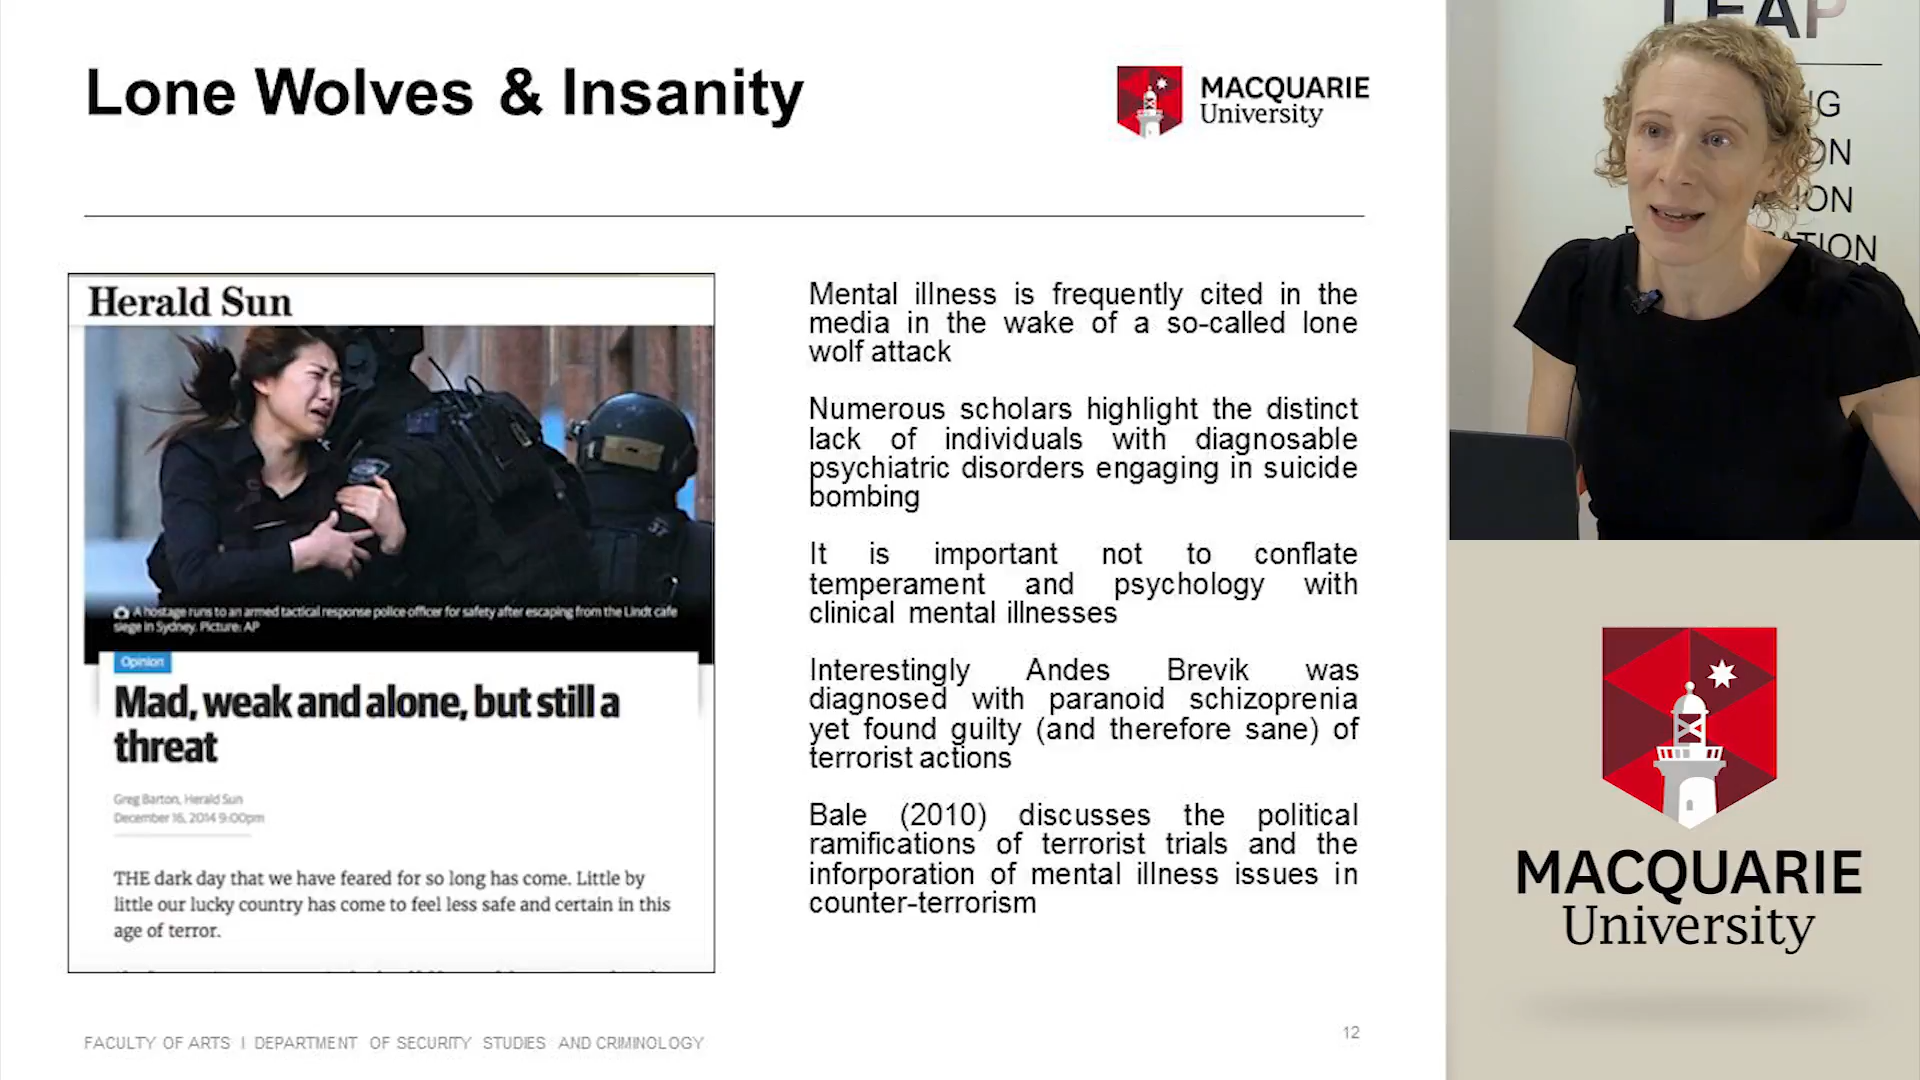 Lone Wolves & Insanity
MACQUARIE
University
Herald Sun
A hostage runs to an armed tactical response police officer for safety after escaping from the Lindt cafe
siege in Sydney. Picture: AP
Opinion
Mad, weak and alone, but still a
threat
Greg Barton, Herald Sun
December 16, 2014 9:00pm
THE dark day that we have feared for so long has come. Little by
little our lucky country has come to feel less safe and certain in this
age of terror.
Mental illness is frequently cited in the
media in the wake of a so-called lone
wolf attack
Numerous scholars highlight the distinct
lack of individuals with diagnosable
psychiatric disorders engaging in suicide
bombing
It is important not to conflate
temperament and psychology with
clinical mental illnesses
Interestingly Andes Brevik was
diagnosed with paranoid schizoprenia
yet found guilty (and therefore sane) of
terrorist actions
Bale (2010) discusses the political
ramifications of terrorist trials and the
inforporation of mental illness issues in
counter-terrorism
FACULTY OF ARTS | DEPARTMENT OF SECURITY STUDIES AND CRIMINOLOGY
12
MACQUARIE
University